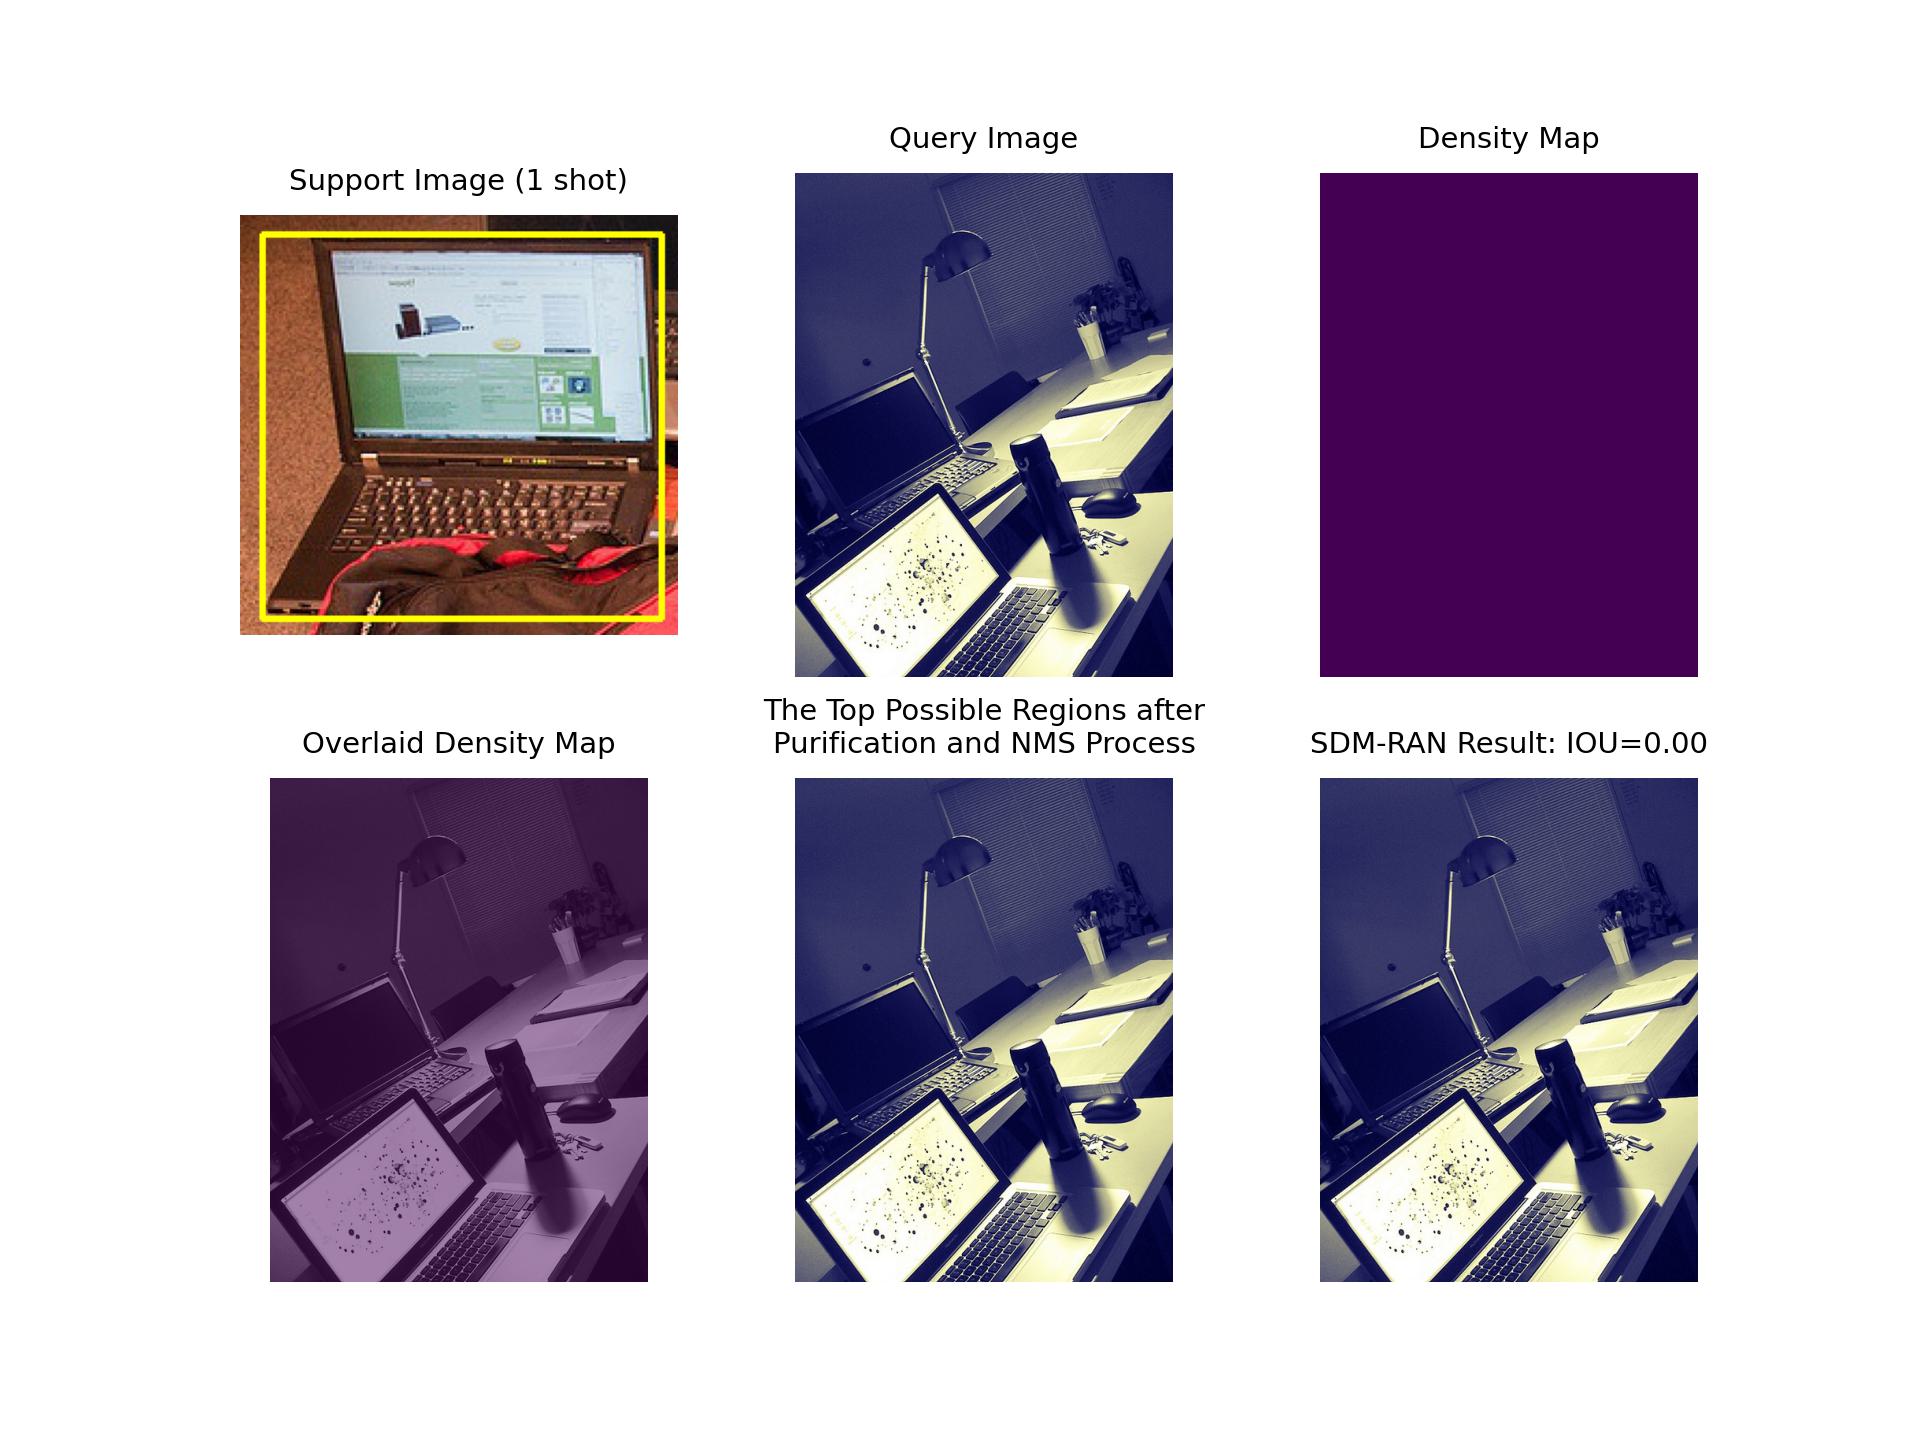 Support Image (1 shot)
Query Image
Density Map
woot!
Overlaid Density Map
The Top Possible Regions after
Purification and NMS Process
SDM-RAN Result: IOU=0.00